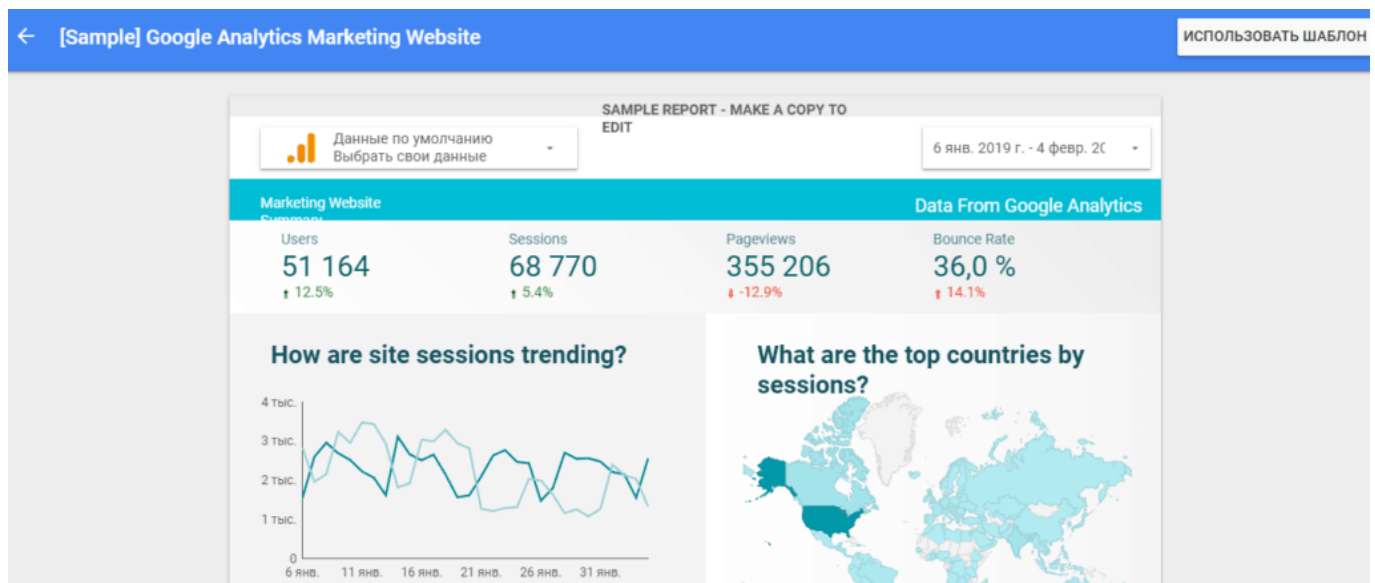 [Sample] Google Analytics Marketing Website
ИСПОЛЬЗОВАТЬ ШАБЛОН
SAMPLE REPORT - MAKE A COPY TO
EDIT
Данные по умолчанию
Выбрать свои данные
6 янв. 2019 г. - 4 февр. 20
Marketing Website
Summary
Data From Google Analytics
Users
51 164
12.5%
Sessions
68 770
5.4%
Pageviews
355 206
-12.9%
Bounce Rate
36,0 %
14.1%
How are site sessions trending?
4 тыс.
3 тыс.
2 тыс.
1 тыс.
0
6 янв.
11 янв.
16 янв.
21 янв.
26 янв.
31 янв.
What are the top countries by
sessions?